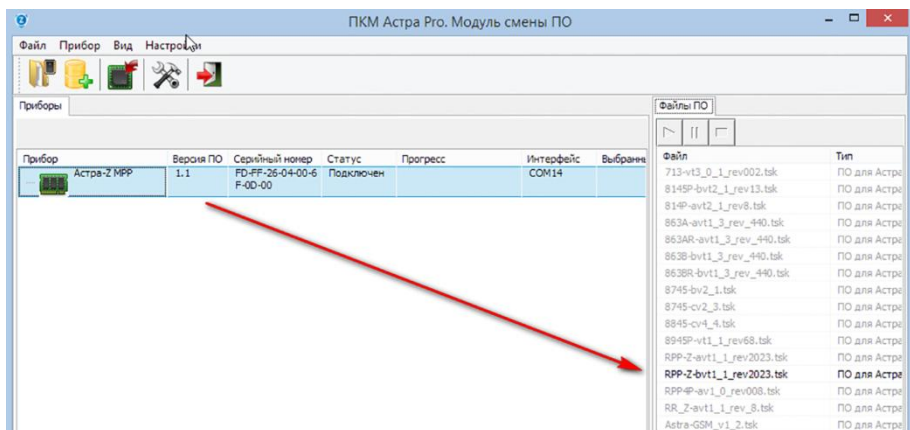 ПКМ Астра Pro. Модуль смены ПО
Файл Прибор Вид Настройки
Приборы
Файлы ПО
Прибор Версия ПО Серийный номер Статус Прогресс Интерфейс Выбранн
Файл Тип
Астра-Z МРР 1.1 FD-FF-26-04-00-6 Подключен COM14
F-0D-00
713-vt3_0_1_rev002.tsk ПО для Астра
8145P-bvt2_1_rev13.tsk ПО для Астра
814P-avt2_1_rev8.tsk ПО для Астра
863A-avt1_3_rev_440.tsk ПО для Астра
863AR-avt1_3_rev_440.tsk ПО для Астра
863B-bvt1_3_rev_440.tsk ПО для Астра
863BR-bvt1_3_rev_440.tsk ПО для Астра
8745-bv2_1.tsk ПО для Астра
8745-cv2_3.tsk ПО для Астра
8845-cv4_4.tsk ПО для Астра
8945P-vt1_1_rev68.tsk ПО для Астра
RPP-Z-avt1_1_rev2023.tsk ПО для Астра
RPP-Z-bvt1_1_rev2023.tsk ПО для Астра
RPP4P-av1_0_rev008.tsk ПО для Астра
RR_Z-avt1_1_rev_8.tsk ПО для Астра
Astra-GSM_v1_2.tsk ПО для Астра